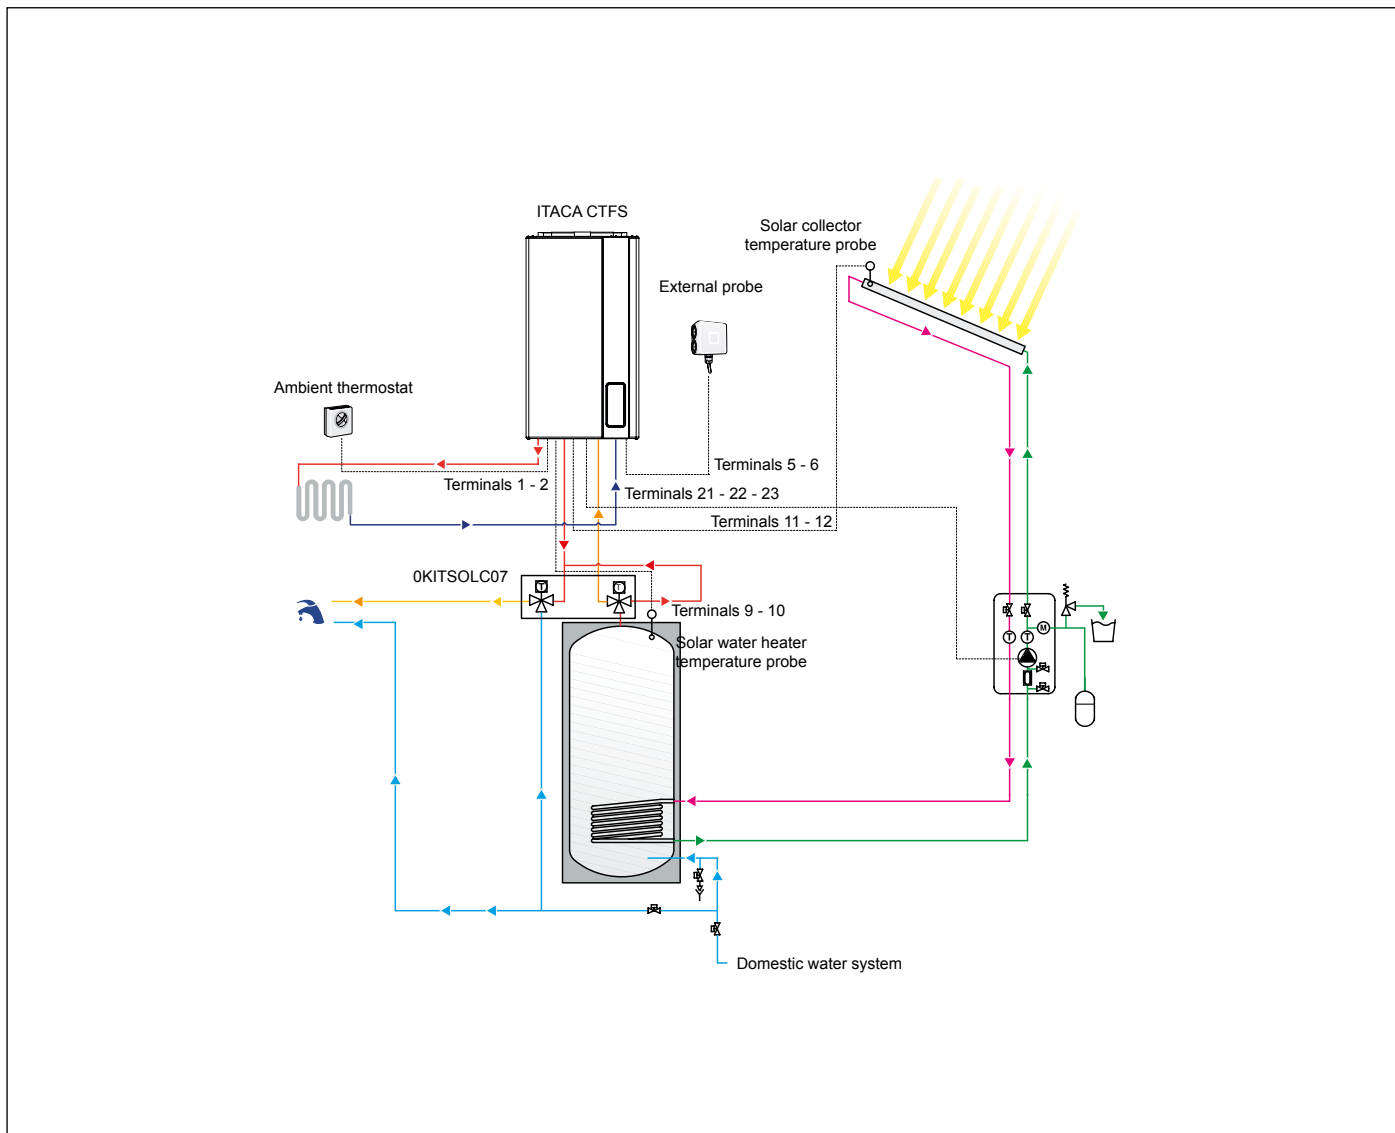 ITACA CTFS
Solar collector
temperature probe
External probe
Ambient thermostat
Terminals 5 - 6
Terminals 1 - 2
Terminals 21 - 22 - 23
Terminals 11 - 12
0KITSOLC07
T
T
Terminals 9 - 10
Solar water heater
temperature probe
M
T
T
Domestic water system